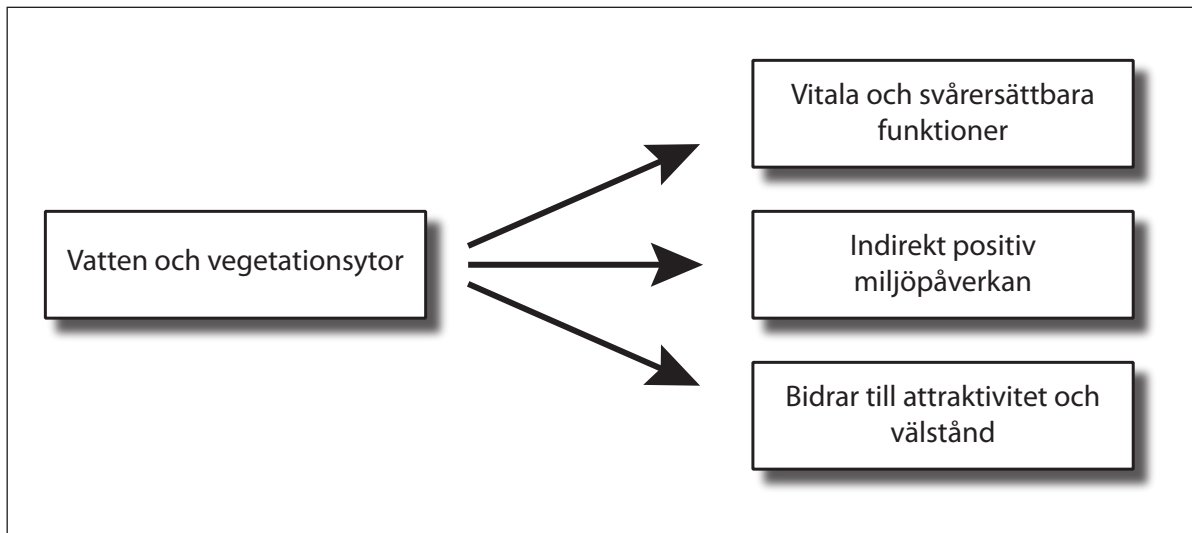 Vatten och vegetationsytor
Vitala och svårersättbara
funktioner
Indirekt positiv
miljöpåverkan
Bidrar till attraktivitet och
välstånd